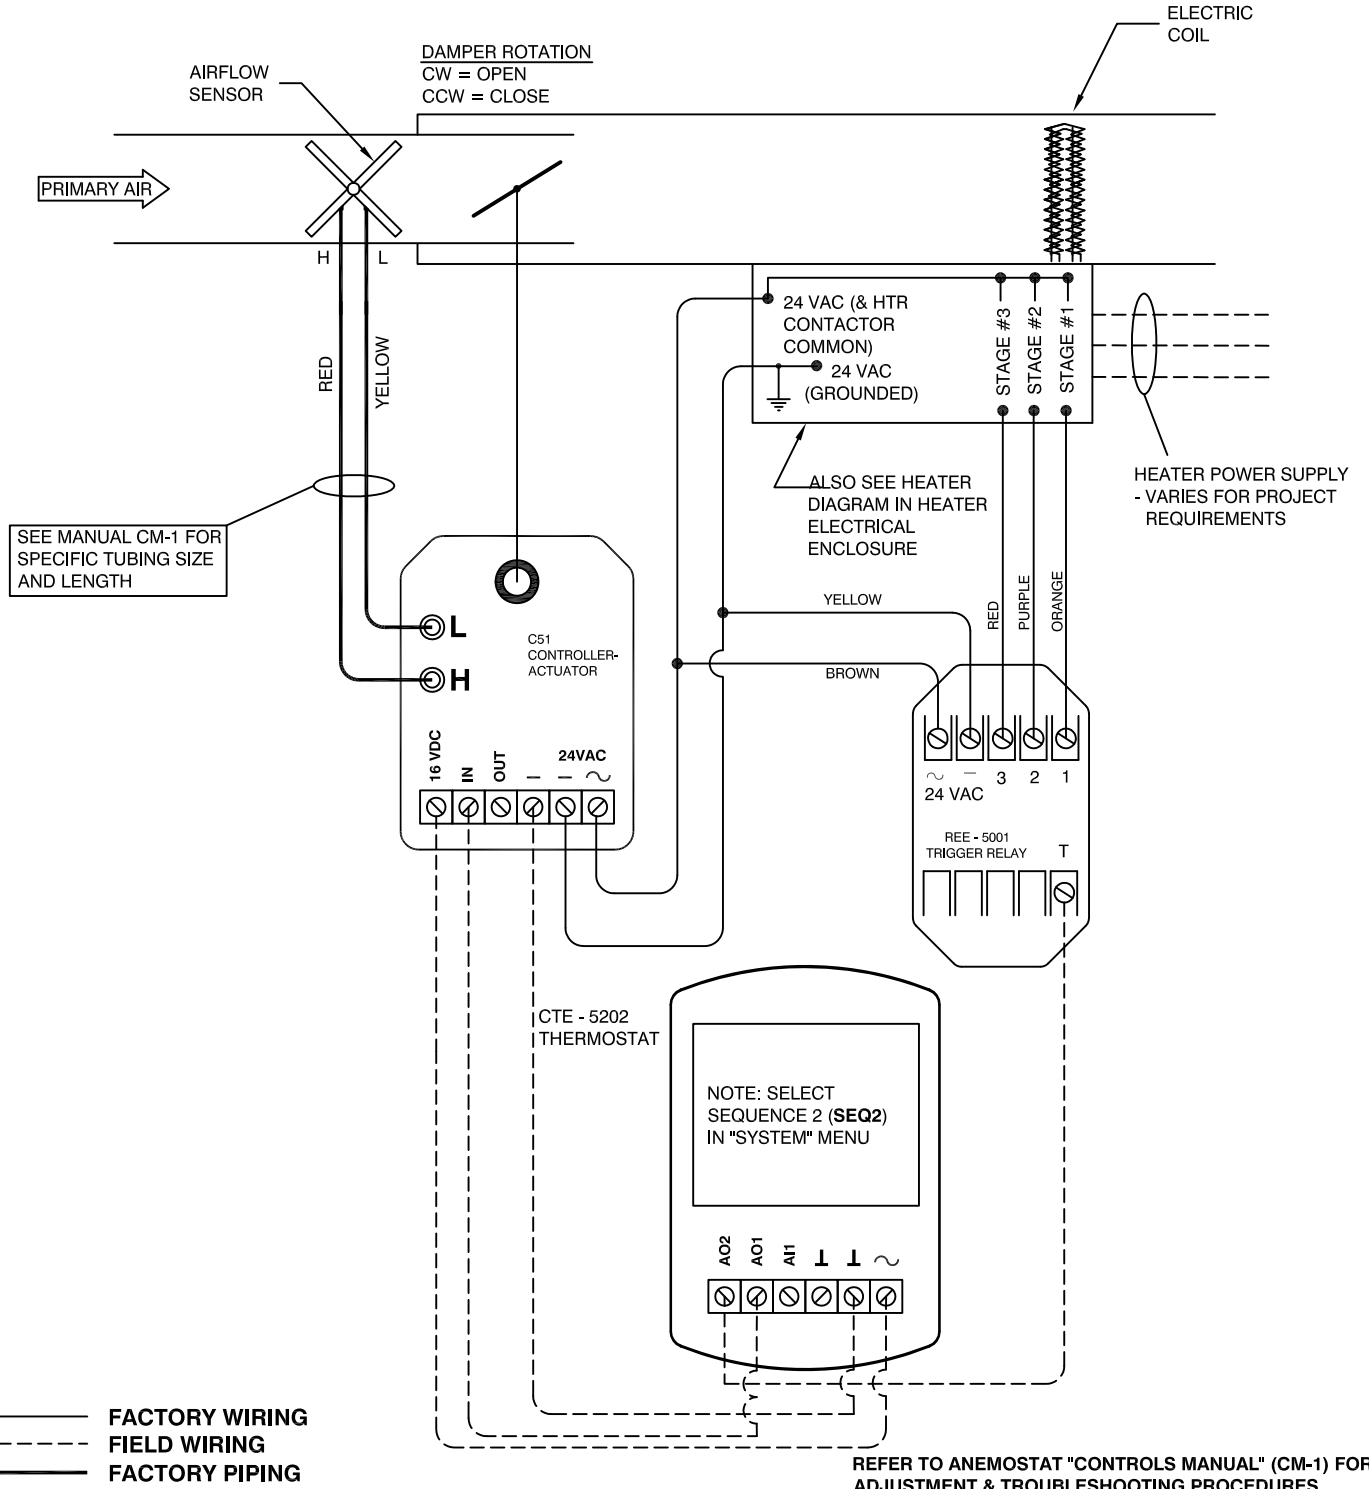 ELECTRIC
COIL
DAMPER ROTATION
CW = OPEN
CCW = CLOSE
AIRFLOW
SENSOR
PRIMARY AIR
H
L
RED
YELLOW
24 VAC (& HTR
CONTACTOR
COMMON)
24 VAC
(GROUNDED)
STAGE #3
STAGE #2
STAGE #1
HEATER POWER SUPPLY
- VARIES FOR PROJECT
REQUIREMENTS
ALSO SEE HEATER
DIAGRAM IN HEATER
ELECTRICAL
ENCLOSURE
SEE MANUAL CM-1 FOR
SPECIFIC TUBING SIZE
AND LENGTH
YELLOW
BROWN
RED
PURPLE
ORANGE
L
H
C51
CONTROLLER-
ACTUATOR
16 VDC
IN
OUT
24VAC
3
2
1
24 VAC
REE - 5001
TRIGGER RELAY
T
CTE - 5202
THERMOSTAT
NOTE: SELECT
SEQUENCE 2 (SEQ2)
IN "SYSTEM" MENU
AO2
AO1
AI1
FACTORY WIRING
FIELD WIRING
FACTORY PIPING
REFER TO ANEMOSTAT "CONTROLS MANUAL" (CM-1) FOR
ADJUSTMENT & TROUBLESHOOTING PROCEDURES